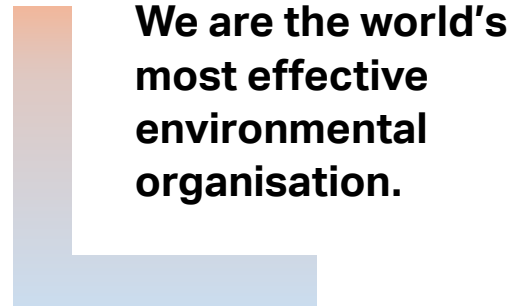 We are the world’s
most effective
environmental
organisation.